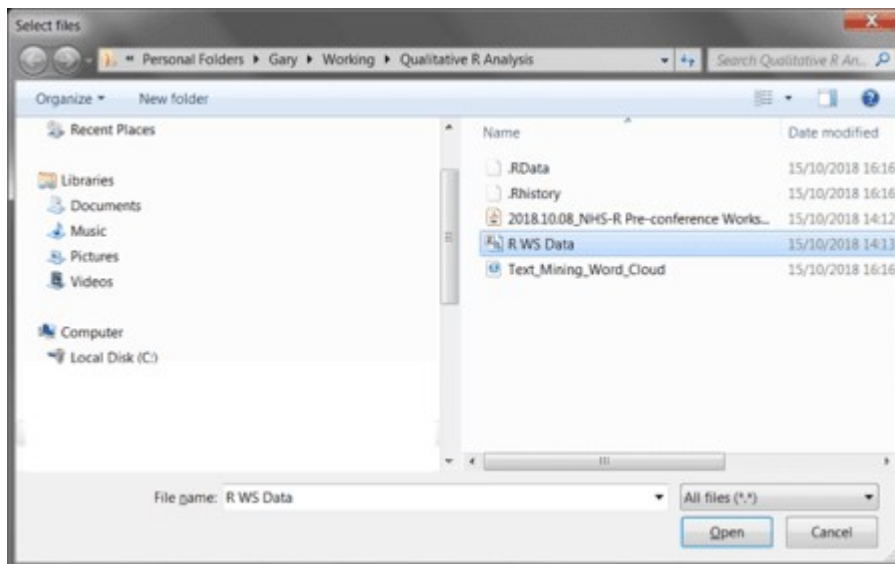 Select files
« Personal Folders ▸ Gary ▸ Working ▸ Qualitative R Analysis
Search Qualitative R An...
Organize
New folder
Recent Places
Libraries
Documents
Music
Pictures
Videos
Computer
Local Disk (C:)
Name Date modified
.RData 15/10/2018 16:16
.Rhistory 15/10/2018 16:16
2018.10.08_NHS-R Pre-conference Works... 15/10/2018 14:12
R WS Data 15/10/2018 14:13
Text_Mining_Word_Cloud 15/10/2018 16:16
File name: R WS Data
All files (*.*)
Open Cancel